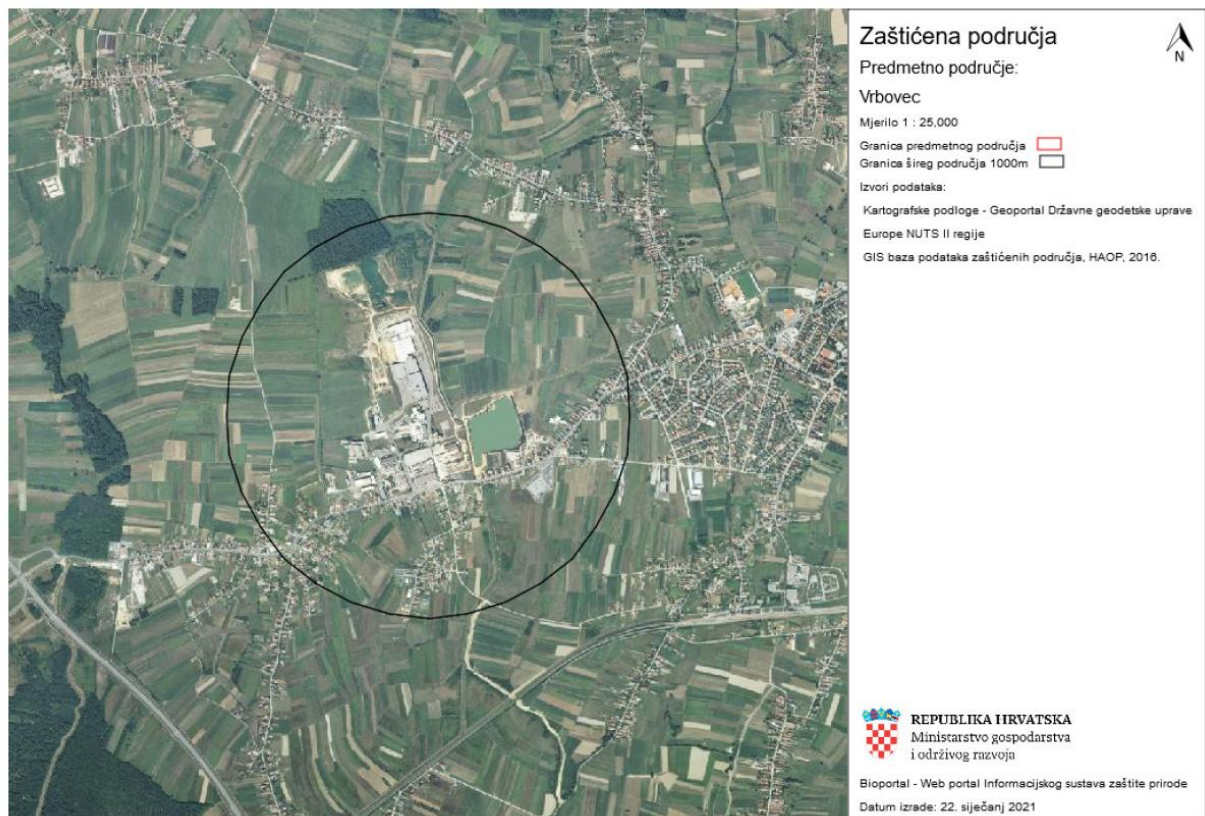 Zaštićena područja
N
Predmetno područje:
Vrbovec
Mjerilo 1 : 25,000
Granica predmetnog područja
Granica šireg područja 1000m
Izvori podataka:
Kartografske podloge - Geoportal Državne geodetske uprave
Europe NUTS II regije
GIS baza podataka zaštićenih područja, HAOP, 2016.
REPUBLIKA HRVATSKA
Ministarstvo gospodarstva
i održivog razvoja
Bioportal - Web portal Informacijskog sustava zaštite prirode
Datum izrade: 22. siječanj 2021